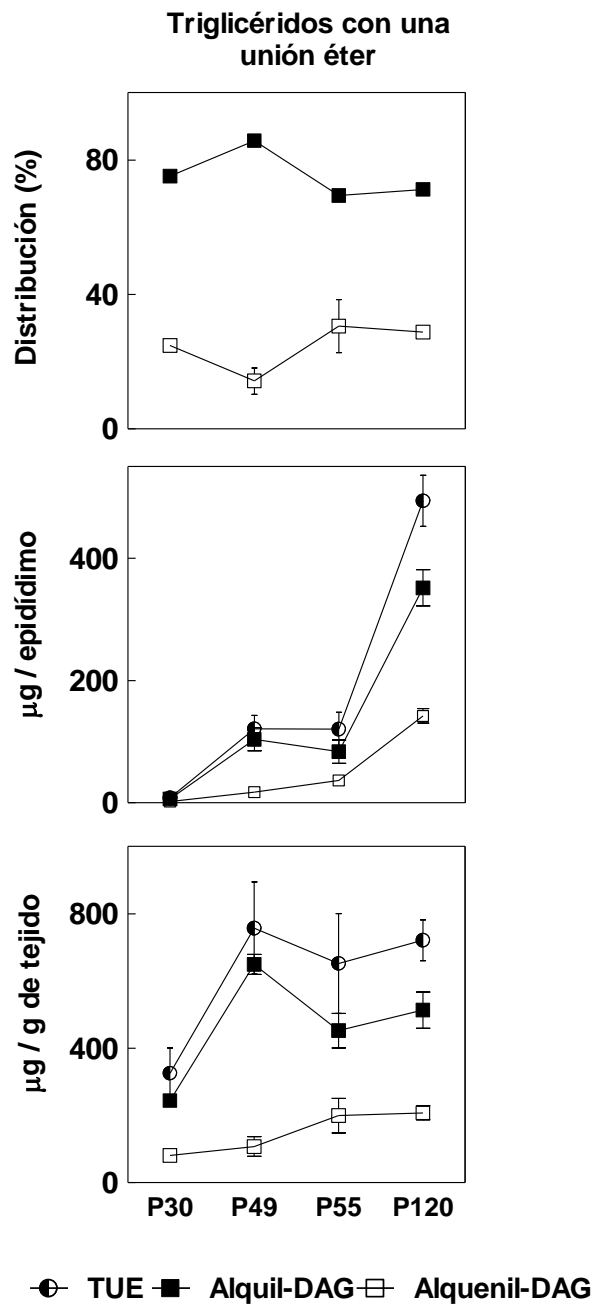 Triglicéridos con una
unión éter
Distribución (%)
80
40
0
µg / epidídimo
400
200
0
µg / g de tejido
800
400
0
P30 P49 P55 P120
TUE Alquil-DAG Alquenil-DAG